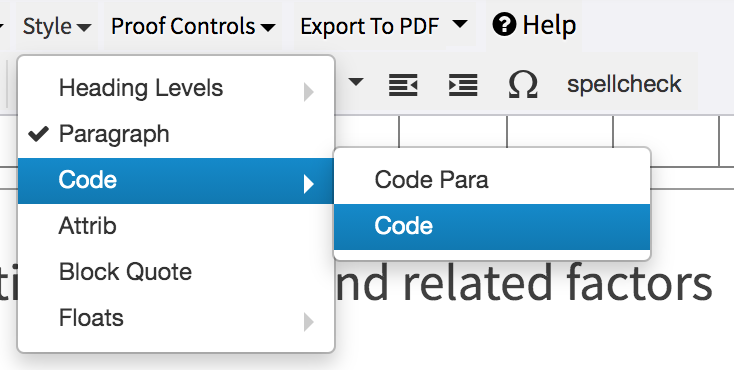 Style Proof Controls Export To PDF Help
spellcheck
Heading Levels
Paragraph
Code
Attrib
Block Quote
Floats
Code Para
Code
nd related factors